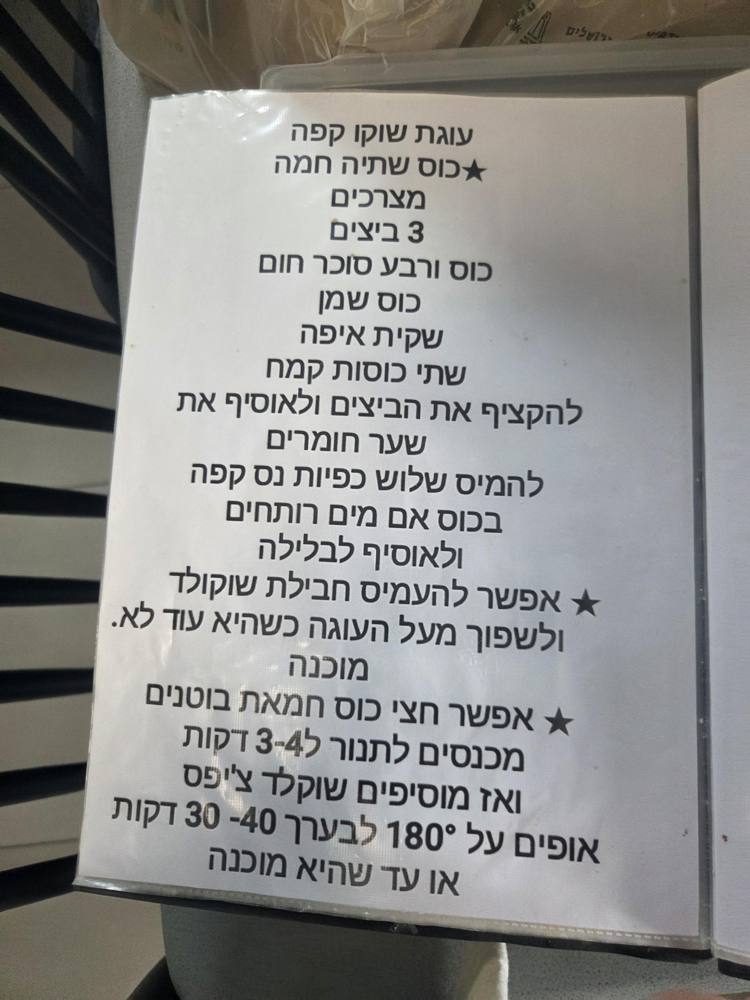 עוגת שוקו קפה
★כוס שתיה חמה
מצרכים
3 ביצים
כוס ורבע סוכר חום
כוס שמן
שקית איפה
שתי כוסות קמח
להקציף את הביצים ולאוסיף את
שער חומרים
להמיס שלוש כפיות נס קפה
בכוס אם מים רותחים
ולאוסיף לבלילה
★ אפשר להעמיס חבילת שוקולד
ולשפוך מעל העוגה כשהיא עוד לא.
מוכנה
★ אפשר חצי כוס חמאת בוטנים
מכנסים לתנור ל3-4 דקות
ואז מוסיפים שוקלד צ'יפס
אופים על 180° לבערך 40- 30 דקות
או עד שהיא מוכנה